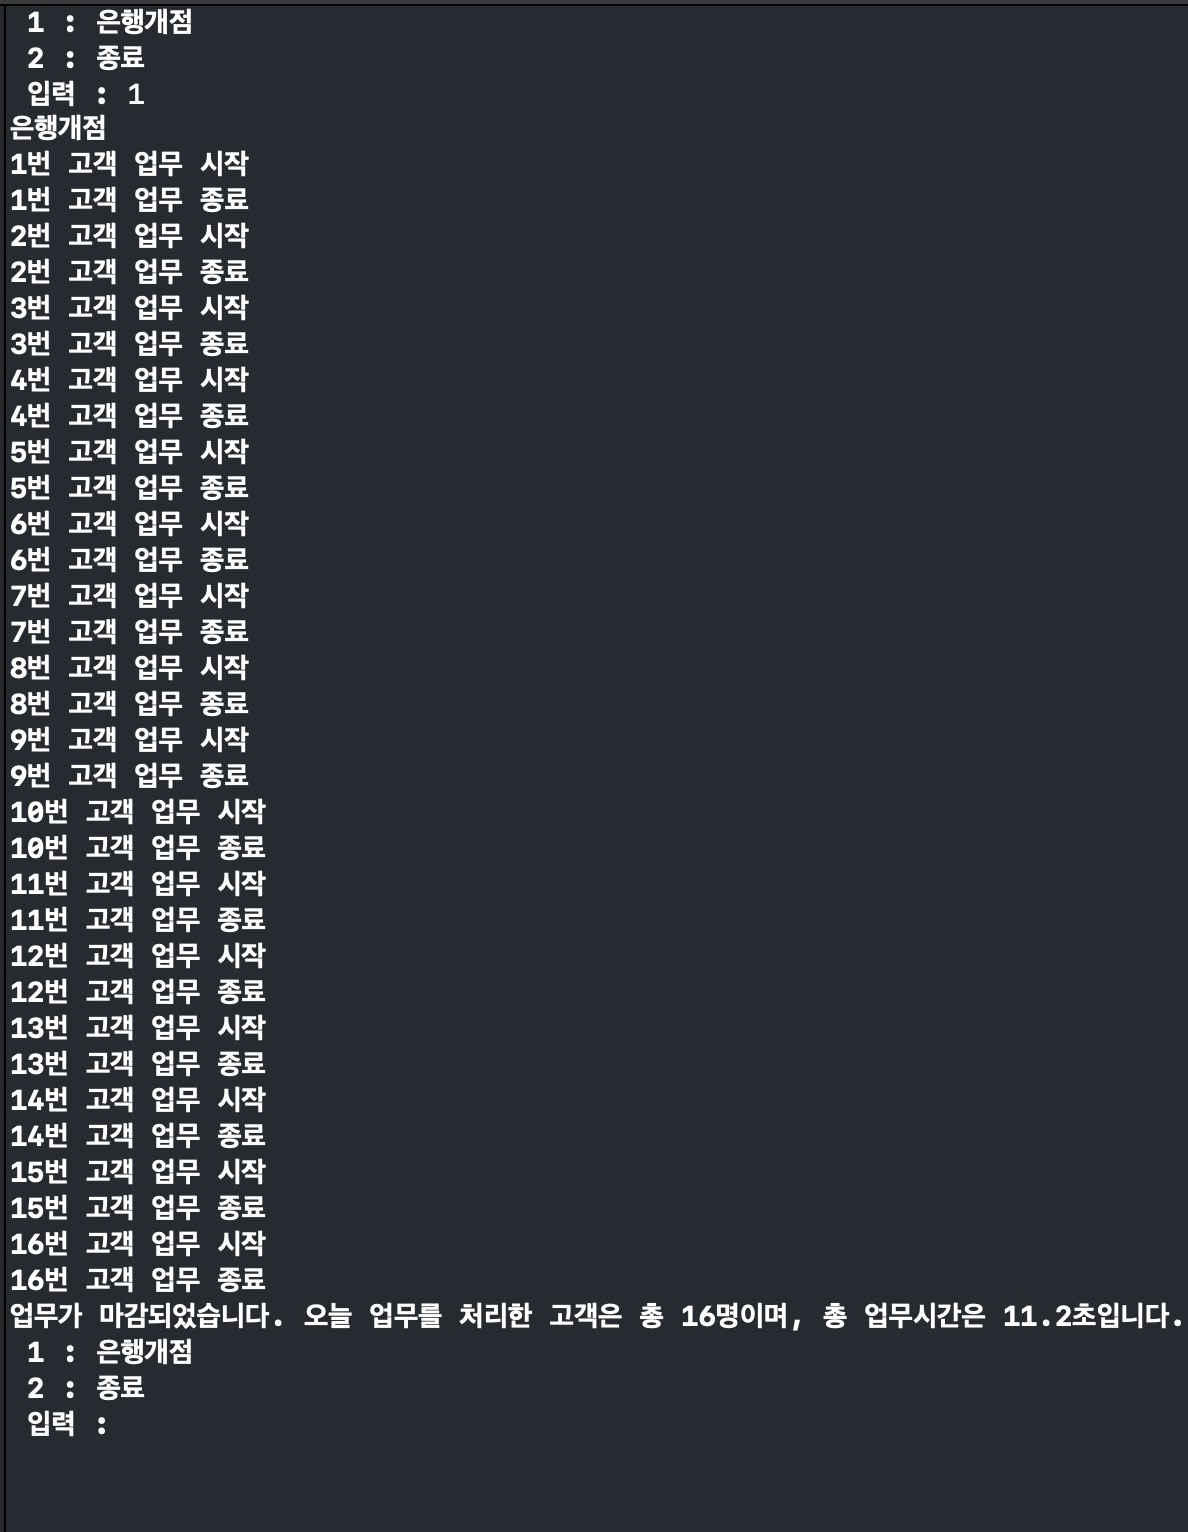 1 : 은행개점
2 : 종료
입력 : 1
은행개점
1번 고객 업무 시작
1번 고객 업무 종료
2번 고객 업무 시작
2번 고객 업무 종료
3번 고객 업무 시작
3번 고객 업무 종료
4번 고객 업무 시작
4번 고객 업무 종료
5번 고객 업무 시작
5번 고객 업무 종료
6번 고객 업무 시작
6번 고객 업무 종료
7번 고객 업무 시작
7번 고객 업무 종료
8번 고객 업무 시작
8번 고객 업무 종료
9번 고객 업무 시작
9번 고객 업무 종료
10번 고객 업무 시작
10번 고객 업무 종료
11번 고객 업무 시작
11번 고객 업무 종료
12번 고객 업무 시작
12번 고객 업무 종료
13번 고객 업무 시작
13번 고객 업무 종료
14번 고객 업무 시작
14번 고객 업무 종료
15번 고객 업무 시작
15번 고객 업무 종료
16번 고객 업무 시작
16번 고객 업무 종료
업무가 마감되었습니다. 오늘 업무를 처리한 고객은 총 16명이며, 총 업무시간은 11.2초입니다.
1 : 은행개점
2 : 종료
입력 :